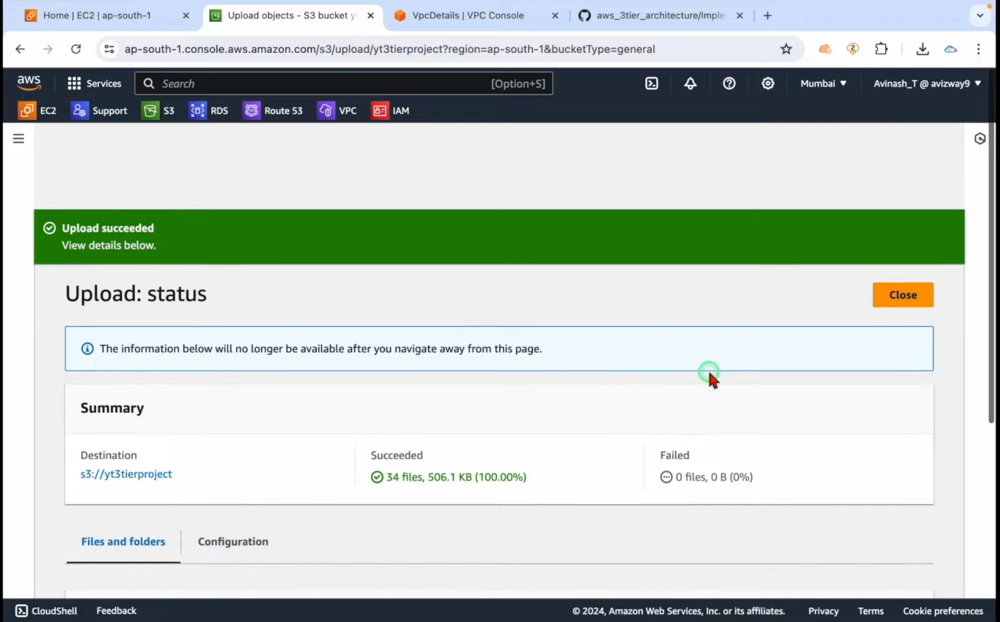 Home | EC2 | ap-south-1
Upload objects - S3 bucket y
VpcDetails | VPC Console
aws_3tier_architecture/Imple
ap-south-1.console.aws.amazon.com/s3/upload/yt3tierproject?region=ap-south-1&bucketType=general
aws
Services
Search
[Option+S]
Mumbai
Avinash_T @ avizway9
EC2
Support
S3
RDS
Route 53
VPC
IAM
Upload succeeded
View details below.
Upload: status
Close
The information below will no longer be available after you navigate away from this page.
Summary
Destination
s3://yt3tierproject
Succeeded
34 files, 506.1 KB (100.00%)
Failed
0 files, 0 B (0%)
Files and folders
Configuration
CloudShell
Feedback
© 2024, Amazon Web Services, Inc. or its affiliates.
Privacy
Terms
Cookie preferences